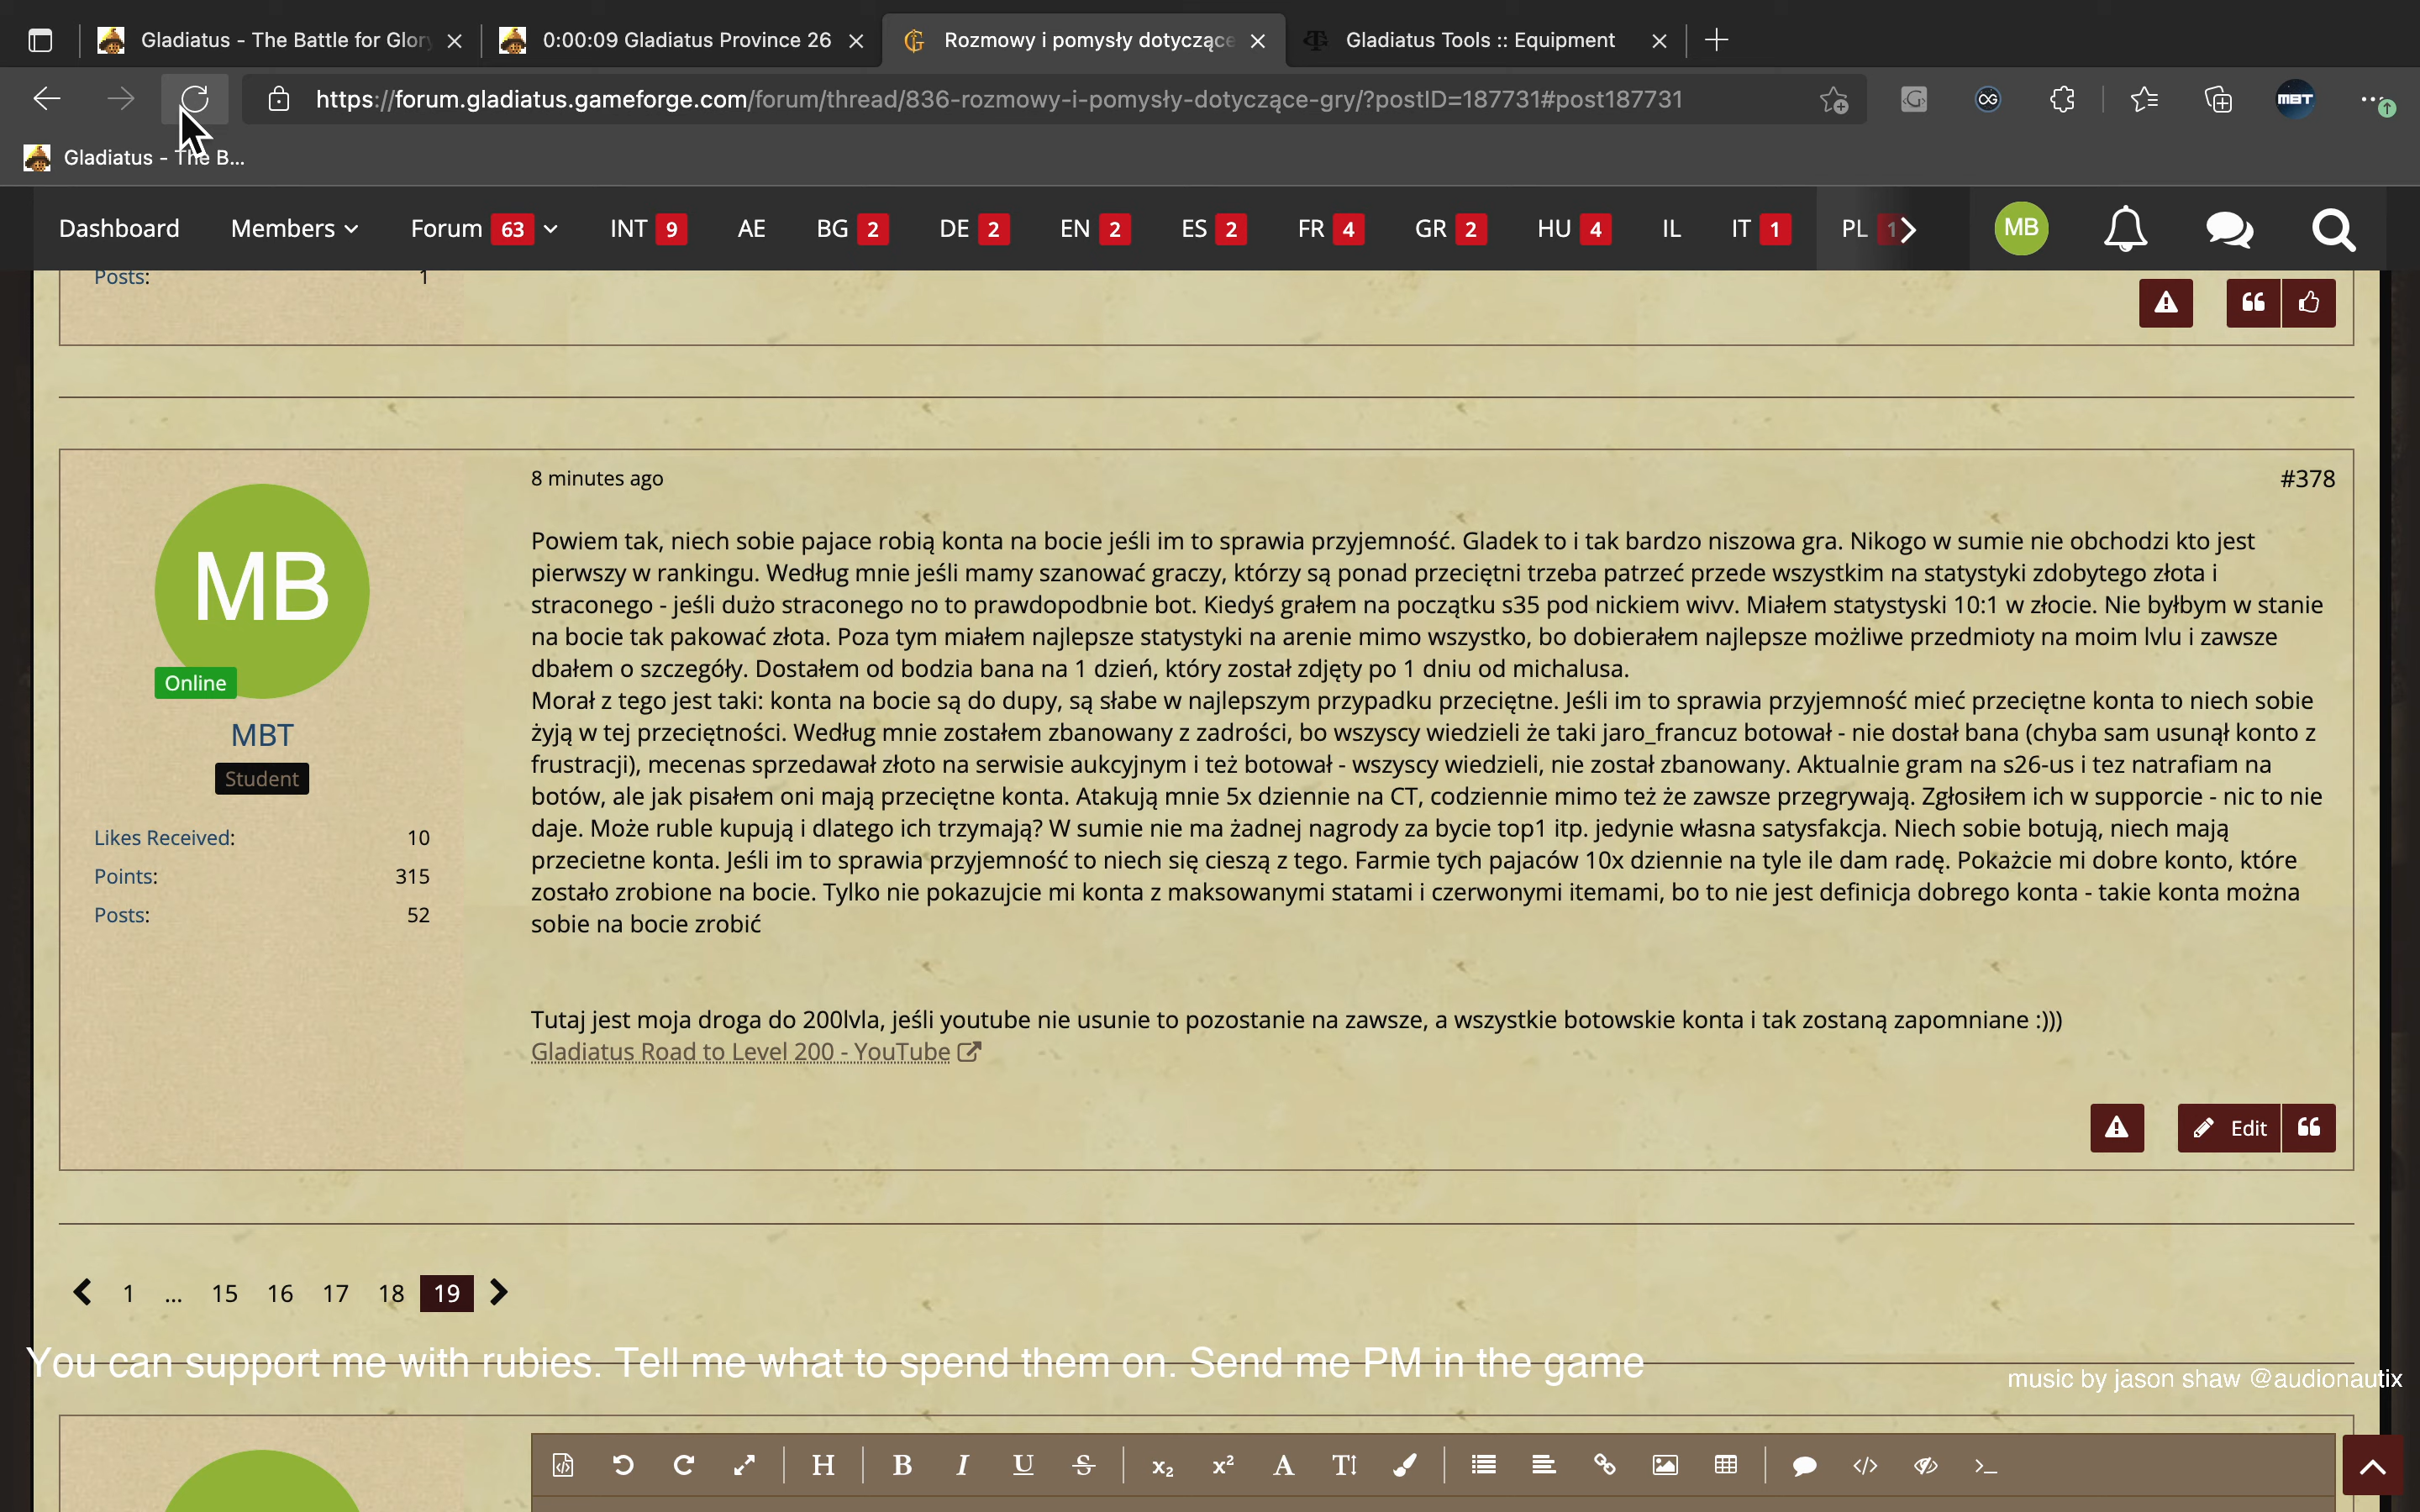 Gladiatus - The Battle for Glor
0:00:09 Gladiatus Province 26
Rozmowy i pomysły dotyczące
Gladiatus Tools :: Equipment
https://forum.gladiatus.gameforge.com/forum/thread/836-rozmowy-i-pomysły-dotyczące-gry/?postID=187731#post187731
MBT
Gladiatus - The B...
Dashboard Members Forum 63 INT 9 AE BG 2 DE 2 EN 2 ES 2 FR 4 GR 2 HU 4 IL IT 1 PL 1 MB
Posts: 1
8 minutes ago #378
MB
Online
MBT
Student
Likes Received: 10
Points: 315
Posts: 52
Powiem tak, niech sobie pajace robią konta na bocie jeśli im to sprawia przyjemność. Gladek to i tak bardzo niszowa gra. Nikogo w sumie nie obchodzi kto jest
pierwszy w rankingu. Według mnie jeśli mamy szanować graczy, którzy są ponad przeciętni trzeba patrzeć przede wszystkim na statystyki zdobytego złota i
straconego - jeśli dużo straconego no to prawdopodbnie bot. Kiedyś grałem na początku s35 pod nickiem wivv. Miałem statystyski 10:1 w złocie. Nie byłbym w stanie
na bocie tak pakować złota. Poza tym miałem najlepsze statystyki na arenie mimo wszystko, bo dobierałem najlepsze możliwe przedmioty na moim lvlu i zawsze
dbałem o szczegóły. Dostałem od bodzia bana na 1 dzień, który został zdjęty po 1 dniu od michalusa.
Morał z tego jest taki: konta na bocie są do dupy, są słabe w najlepszym przypadku przeciętne. Jeśli im to sprawia przyjemność mieć przeciętne konta to niech sobie
żyją w tej przeciętności. Według mnie zostałem zbanowany z zadrości, bo wszyscy wiedzieli że taki jaro_francuz botował - nie dostał bana (chyba sam usunął konto z
frustracji), mecenas sprzedawał złoto na serwisie aukcyjnym i też botował - wszyscy wiedzieli, nie został zbanowany. Aktualnie gram na s26-us i tez natrafiam na
botów, ale jak pisałem oni mają przeciętne konta. Atakują mnie 5x dziennie na CT, codziennie mimo też że zawsze przegrywają. Zgłosiłem ich w supporcie - nic to nie
daje. Może ruble kupują i dlatego ich trzymają? W sumie nie ma żadnej nagrody za bycie top1 itp. jedynie własna satysfakcja. Niech sobie botują, niech mają
przecietne konta. Jeśli im to sprawia przyjemność to niech się cieszą z tego. Farmie tych pajaców 10x dziennie na tyle ile dam radę. Pokażcie mi dobre konto, które
zostało zrobione na bocie. Tylko nie pokazujcie mi konta z maksowanymi statami i czerwonymi itemami, bo to nie jest definicja dobrego konta - takie konta można
sobie na bocie zrobić
Tutaj jest moja droga do 200lvla, jeśli youtube nie usunie to pozostanie na zawsze, a wszystkie botowskie konta i tak zostaną zapomniane :)))
Gladiatus Road to Level 200 - YouTube
Edit
1 ... 15 16 17 18 19
You can support me with rubies. Tell me what to spend them on. Send me PM in the game
music by jason shaw @audionautix